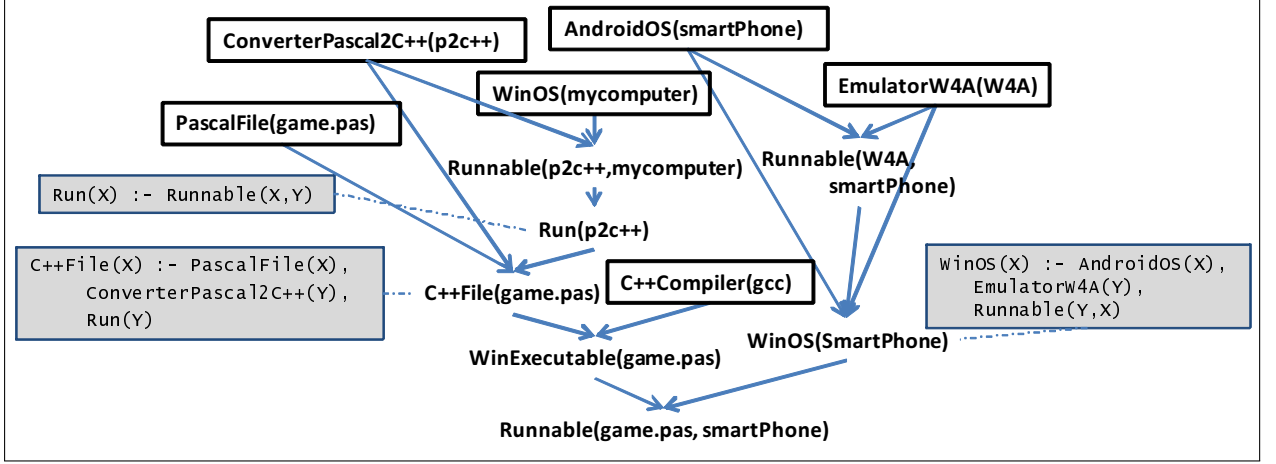 AndroidOS(smartPhone)
ConverterPascal2C++(p2c++)
EmulatorW4A(W4A)
WinOS(mycomputer)
PascalFile(game.pas)
Runnable(p2c++,mycomputer)
Runnable(W4A,
smartPhone)
Run(X) :- Runnable(X,Y)
Run(p2c++)
C++File(X) :- PascalFile(X),
ConverterPascal2C++(Y),
Run(Y)
C++File(game.pas)
C++Compiler(gcc)
WinOS(X) :- AndroidOS(X),
EmulatorW4A(Y),
Runnable(Y,X)
WinOS(SmartPhone)
WinExecutable(game.pas)
Runnable(game.pas, smartPhone)